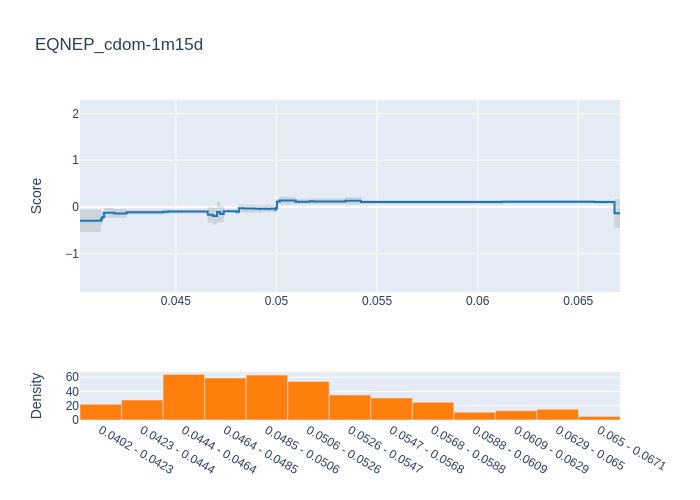 EQNEP_cdom-1m15d
Score
2
1
0
−1
0.045
0.05
0.055
0.06
0.065
Density
60
40
20
0
0.0402 - 0.0423
0.0423 - 0.0444
0.0444 - 0.0464
0.0464 - 0.0485
0.0485 - 0.0506
0.0506 - 0.0526
0.0526 - 0.0547
0.0547 - 0.0568
0.0568 - 0.0588
0.0588 - 0.0609
0.0609 - 0.0629
0.0629 - 0.065
0.065 - 0.0671